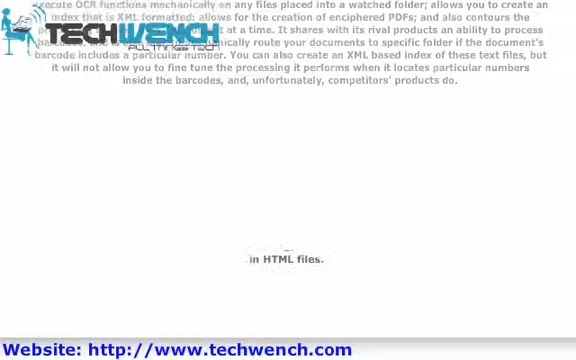 execute OCR functions mechanically on any files placed into a watched folder; allows you to create an
index that is XML formatted; allows for the creation of enciphered PDFs; and also contours the
at a time. It shares with its rival products an ability to process
route your documents to specific folder if the document's
barcode includes a particular number. You can also create an XML based index of these text files, but
it will not allow you to fine tune the processing it performs when it locates particular numbers
inside the barcodes, and, unfortunately, competitors' products do.
TECHWENCH
ALL THINGS TECH
in HTML files.
Website: http://www.techwench.com